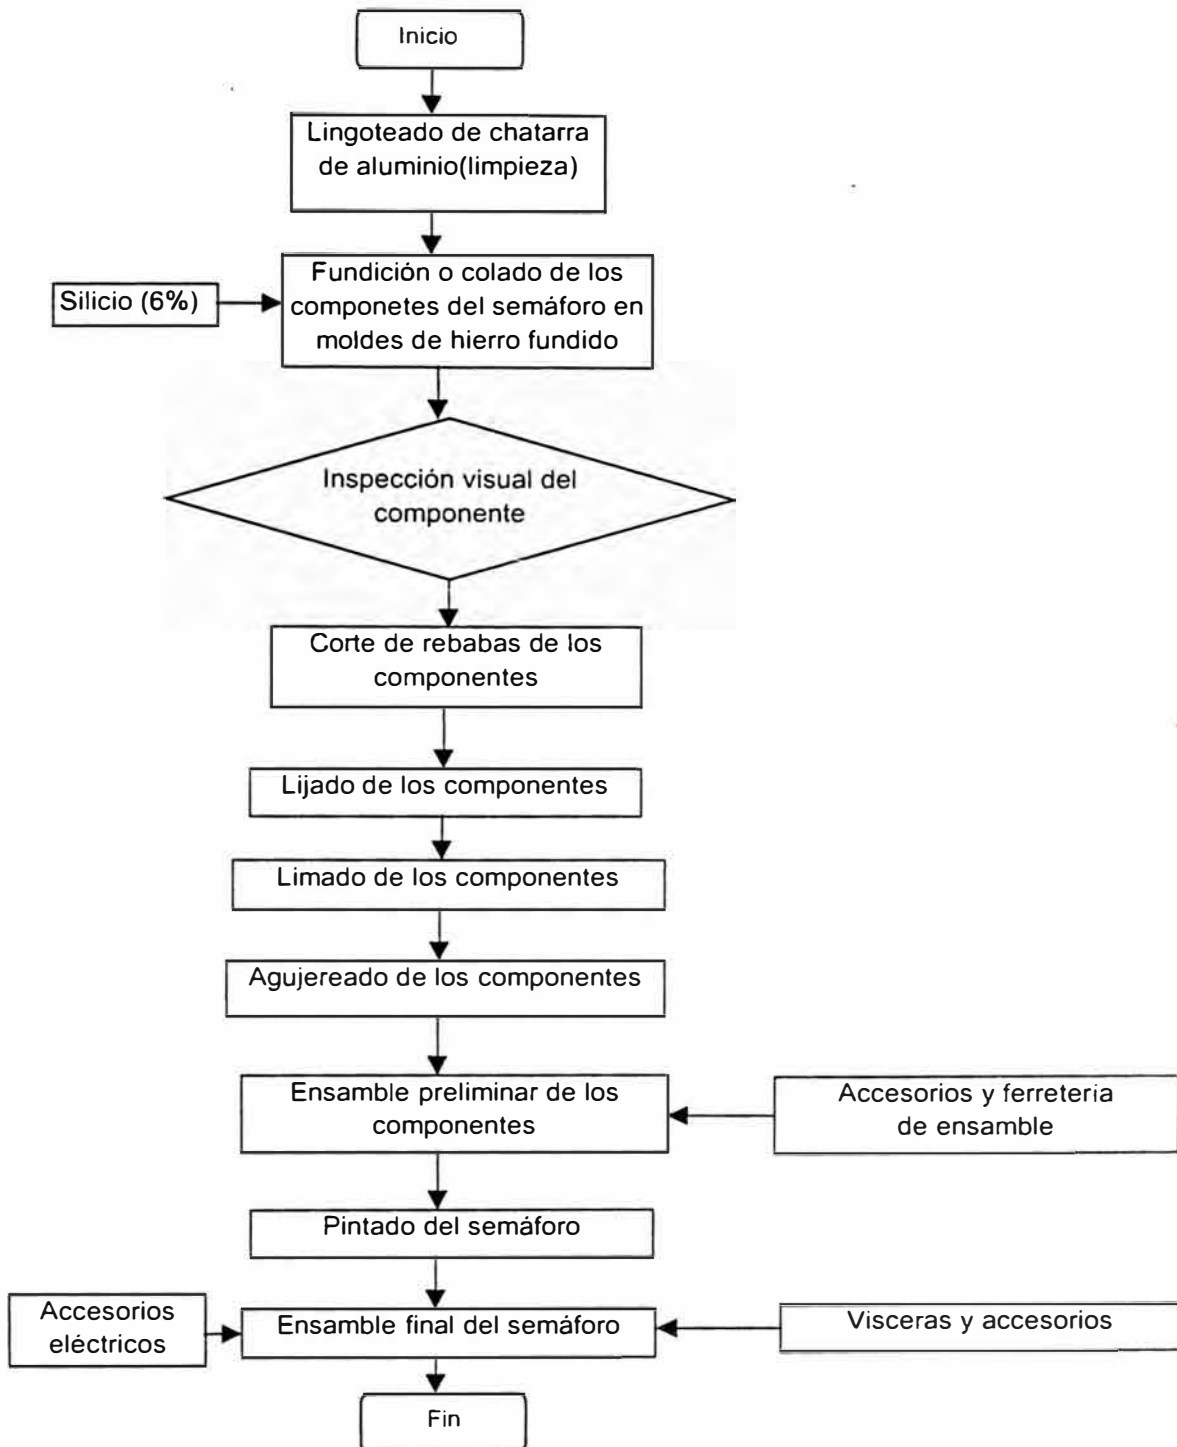 Inicio
Lingoteado de chatarra
de aluminio(limpieza)
Fundición o colado de los
componetes del semáforo en
moldes de hierro fundido
Silicio (6%)
Inspección visual del
componente
Corte de rebabas de los
componentes
Lijado de los componentes
Limado de los componentes
Agujereado de los componentes
Ensamble preliminar de los
componentes
Accesorios y ferretería
de ensamble
Pintado del semáforo
Accesorios
eléctricos
Ensamble final del semáforo
Visceras y accesorios
Fin